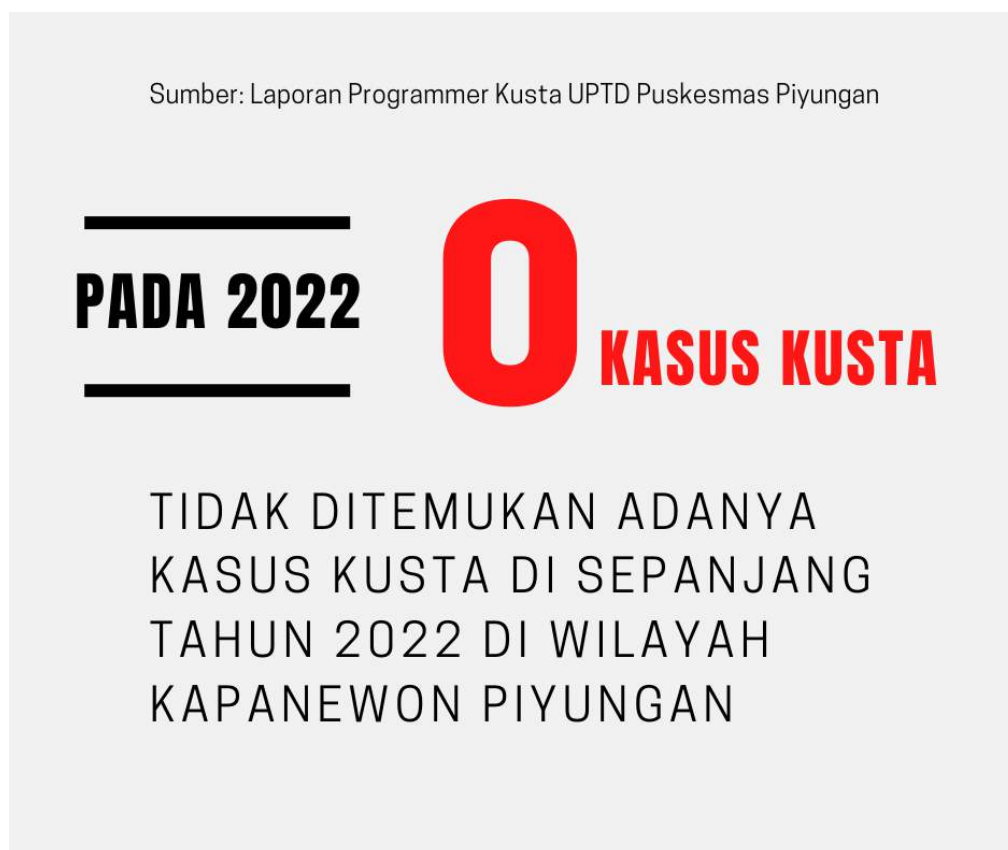 Sumber: Laporan Programmer Kusta UPTD Puskesmas Piyungan
PADA 2022
0 KASUS KUSTA
TIDAK DITEMUKAN ADANYA
KASUS KUSTA DI SEPANJANG
TAHUN 2022 DI WILAYAH
KAPANEWON PIYUNGAN